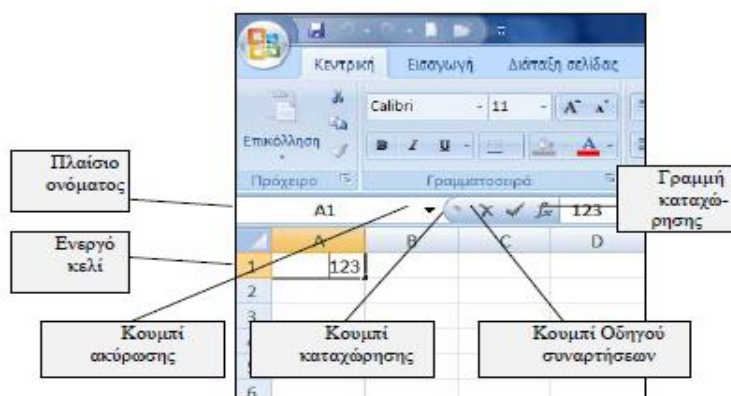 Κεντρική Εισαγωγή Διάταξη σελίδας
Calibri 11 A A
Επικόλληση
B I U A
Πρόχειρο Γραμματοσειρά
Πλαίσιο
ονόματος
Γραμμή
καταχώ-
ρησης
A1 fx 123
Ενεργό
κελί
A B C D
1 123
2
3
Κουμπί
ακύρωσης
Κουμπί
καταχώρησης
Κουμπί Οδηγού
συναρτήσεων
6